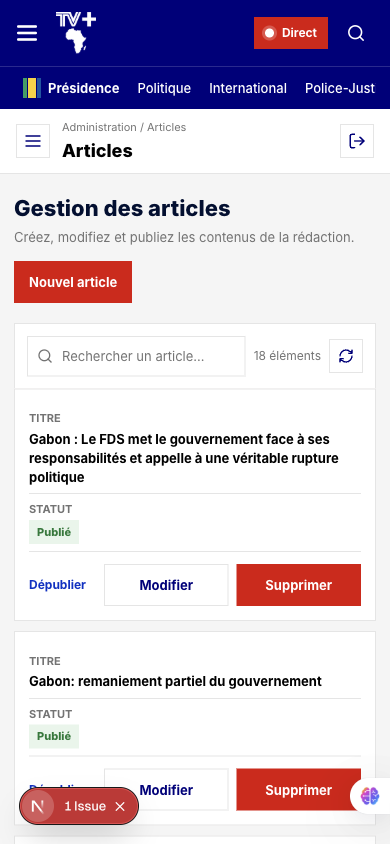 TV+
Direct
Présidence Politique International Police-Just
Administration / Articles
Articles
Gestion des articles
Créez, modifiez et publiez les contenus de la rédaction.
Nouvel article
Rechercher un article...
18 éléments
TITRE
Gabon : Le FDS met le gouvernement face à ses
responsabilités et appelle à une véritable rupture
politique
STATUT
Publié
Dépublier Modifier Supprimer
TITRE
Gabon: remaniement partiel du gouvernement
STATUT
Publié
Modifier Supprimer
N 1 Issue